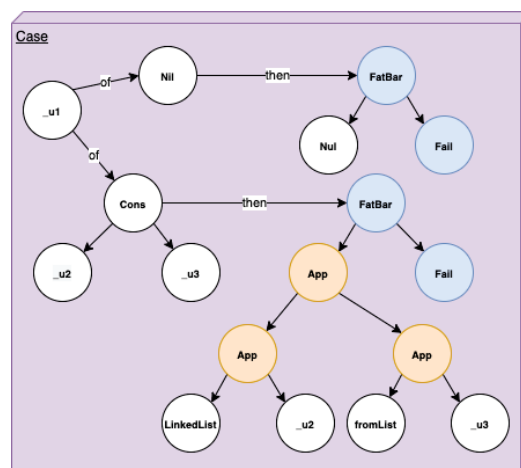 Case
Nil
then
FatBar
of
_u1
Nul
Fail
of
Cons
then
FatBar
_u2
_u3
App
Fail
App
App
LinkedList
_u2
fromList
_u3